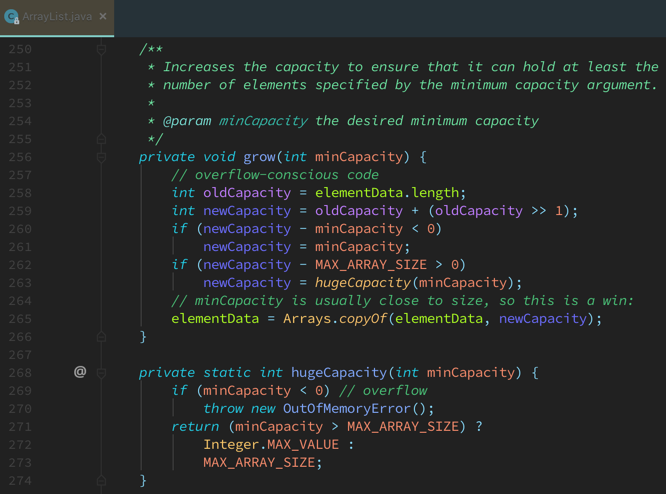 ArrayList.java ×
250 /**
251 * Increases the capacity to ensure that it can hold at least the
252 * number of elements specified by the minimum capacity argument.
253 *
254 * @param minCapacity the desired minimum capacity
255 */
256 private void grow(int minCapacity) {
257 // overflow-conscious code
258 int oldCapacity = elementData.length;
259 int newCapacity = oldCapacity + (oldCapacity >> 1);
260 if (newCapacity - minCapacity < 0)
261 newCapacity = minCapacity;
262 if (newCapacity - MAX_ARRAY_SIZE > 0)
263 newCapacity = hugeCapacity(minCapacity);
264 // minCapacity is usually close to size, so this is a win:
265 elementData = Arrays.copyOf(elementData, newCapacity);
266 }
267
268 @ private static int hugeCapacity(int minCapacity) {
269 if (minCapacity < 0) // overflow
270 throw new OutOfMemoryError();
271 return (minCapacity > MAX_ARRAY_SIZE) ?
272 Integer.MAX_VALUE :
273 MAX_ARRAY_SIZE;
274 }